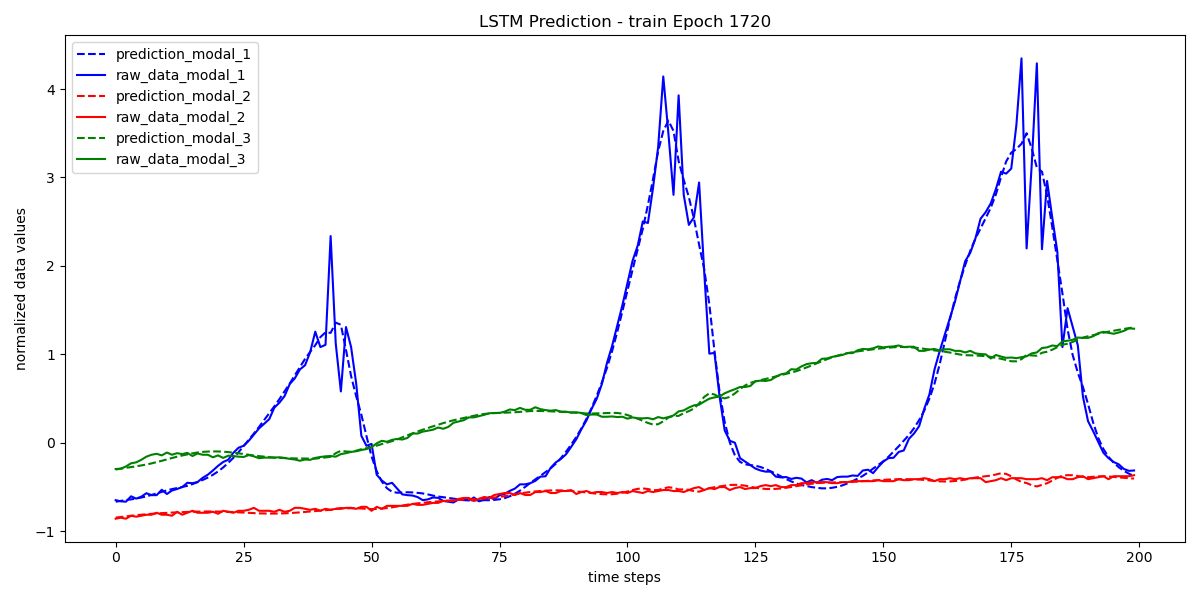 LSTM Prediction - train Epoch 1720
prediction_modal_1
raw_data_modal_1
prediction_modal_2
raw_data_modal_2
prediction_modal_3
raw_data_modal_3
normalized data values
4
3
2
1
0
−1
0 25 50 75 100 125 150 175 200
time steps